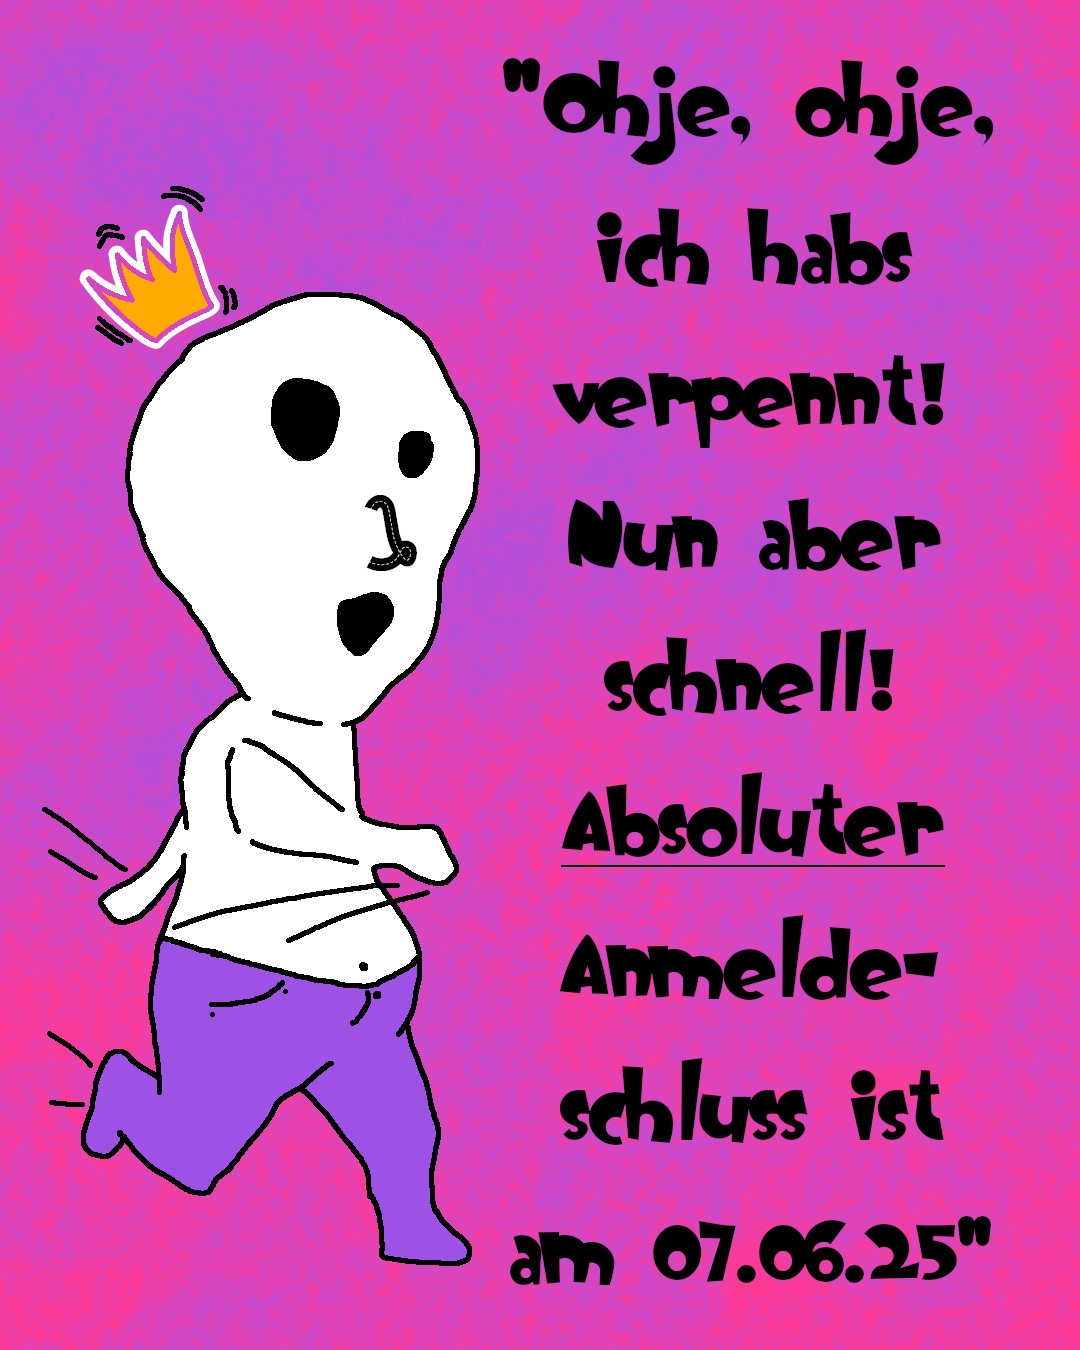 "Ohje, ohje,
ich habs
verpennt!
Nun aber
schnell!
Absoluter
Anmelde-
schluss ist
am 07.06.25"